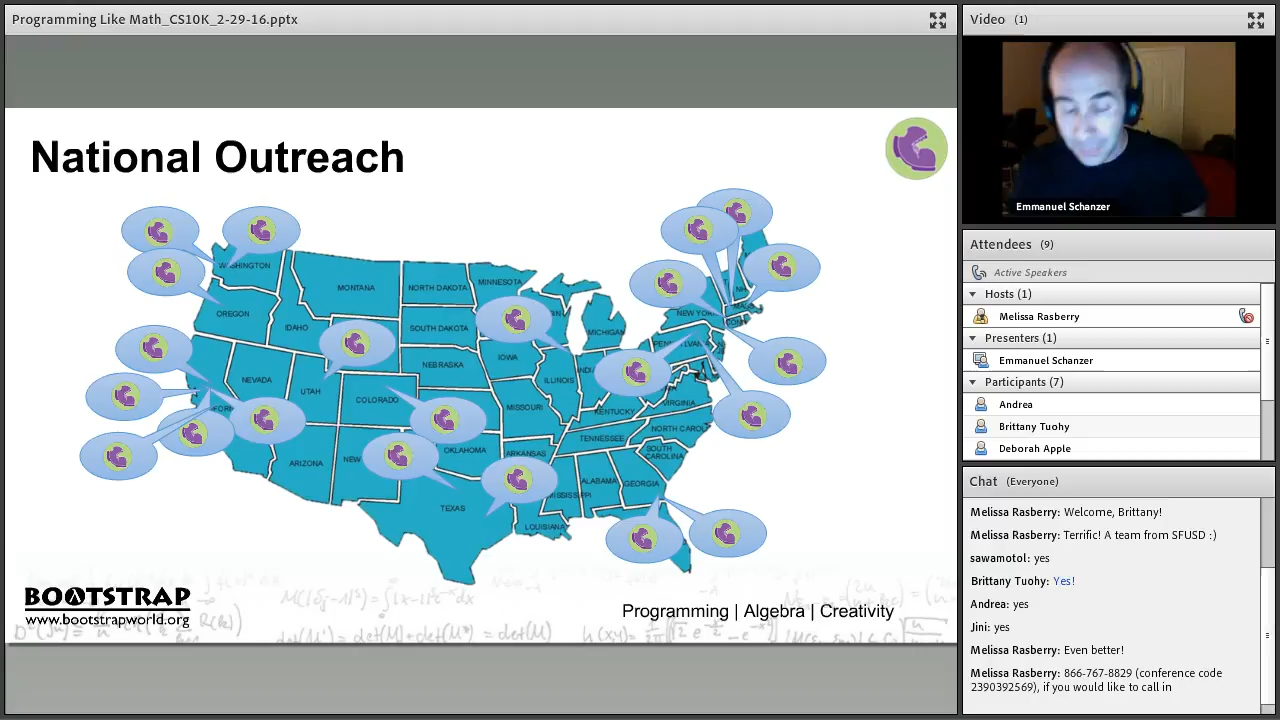 Programming Like Math_CS10K_2-29-16.pptx
National Outreach
WASHINGTON
MONTANA
NORTH DAKOTA
MINNESOTA
OREGON
IDAHO
SOUTH DAKOTA
NEW YORK
MICHIGAN
NEVADA
UTAH
COLORADO
NEBRASKA
IOWA
ILLINOIS
MISSOURI
KENTUCKY
VIRGINIA
ARIZONA
NEW
OKLAHOMA
ARKANSAS
TENNESSEE
SOUTH
CAROLINA
MISSISSIPPI
ALABAMA
GEORGIA
TEXAS
LOUISIANA
BOOTSTRAP
www.bootstrapworld.org
Programming | Algebra | Creativity
Video (1)
Emmanuel Schanzer
Attendees (9)
Active Speakers
Hosts (1)
Melissa Rasberry
Presenters (1)
Emmanuel Schanzer
Participants (7)
Andrea
Brittany Tuohy
Deborah Apple
Chat (Everyone)
Melissa Rasberry: Welcome, Brittany!
Melissa Rasberry: Terrific! A team from SFUSD :)
sawamotol: yes
Brittany Tuohy: Yes!
Andrea: yes
Jini: yes
Melissa Rasberry: Even better!
Melissa Rasberry: 866-767-8829 (conference code
2390392569), if you would like to call in